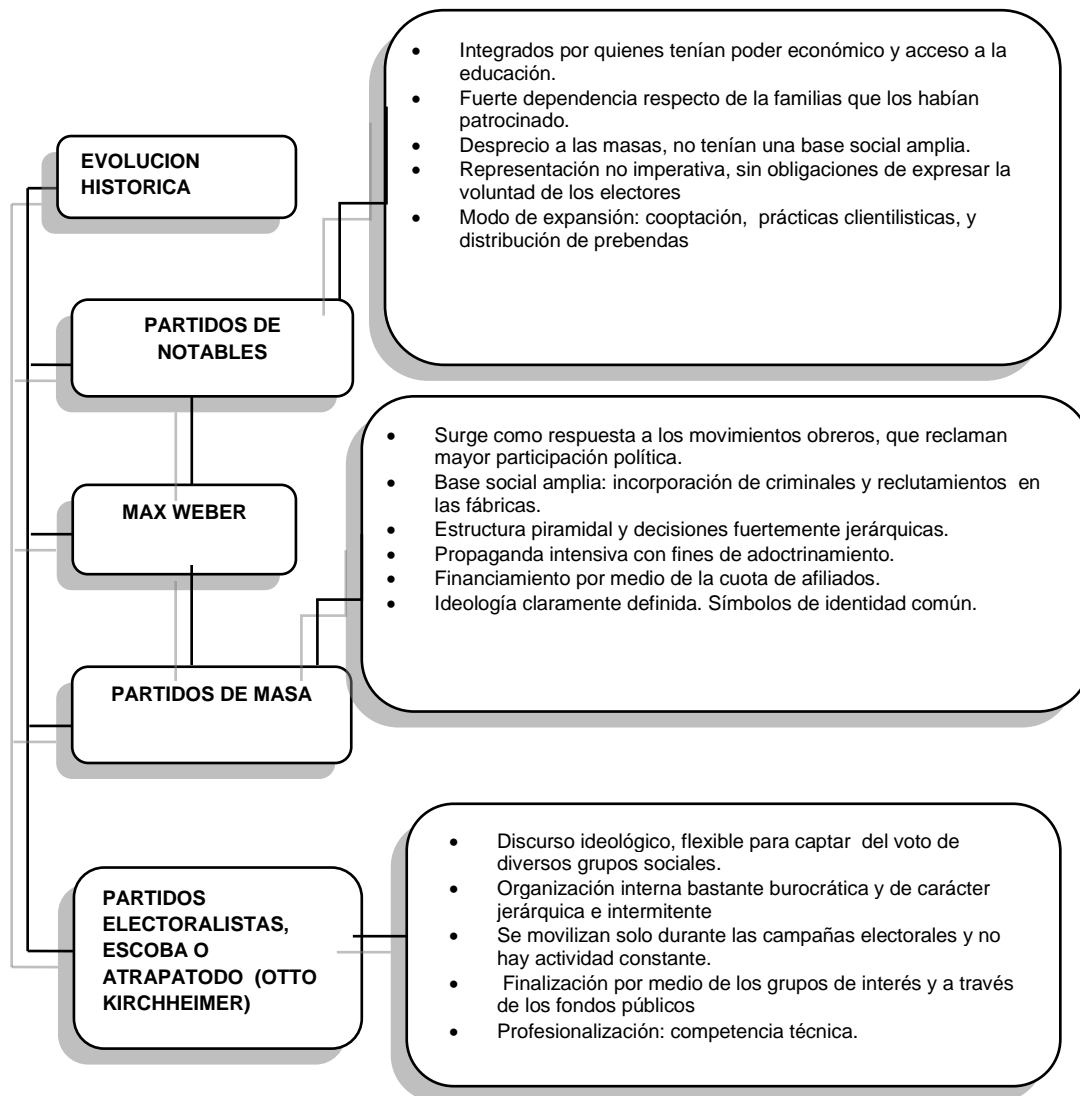 EVOLUCION
HISTORICA
• Integrados por quienes tenían poder económico y acceso a la
educación.
• Fuerte dependencia respecto de la familias que los habían
patrocinado.
• Desprecio a las masas, no tenían una base social amplia.
• Representación no imperativa, sin obligaciones de expresar la
voluntad de los electores
• Modo de expansión: cooptación, prácticas clientilisticas, y
distribución de prebendas
PARTIDOS DE
NOTABLES
MAX WEBER
• Surge como respuesta a los movimientos obreros, que reclaman
mayor participación política.
• Base social amplia: incorporación de criminales y reclutamientos en
las fábricas.
• Estructura piramidal y decisiones fuertemente jerárquicas.
• Propaganda intensiva con fines de adoctrinamiento.
• Financiamiento por medio de la cuota de afiliados.
• Ideología claramente definida. Símbolos de identidad común.
PARTIDOS DE MASA
PARTIDOS
ELECTORALISTAS,
ESCOBA O
ATRAPATODO (OTTO
KIRCHHEIMER)
• Discurso ideológico, flexible para captar del voto de
diversos grupos sociales.
• Organización interna bastante burocrática y de carácter
jerárquica e intermitente
• Se movilizan solo durante las campañas electorales y no
hay actividad constante.
• Finalización por medio de los grupos de interés y a través
de los fondos públicos
• Profesionalización: competencia técnica.